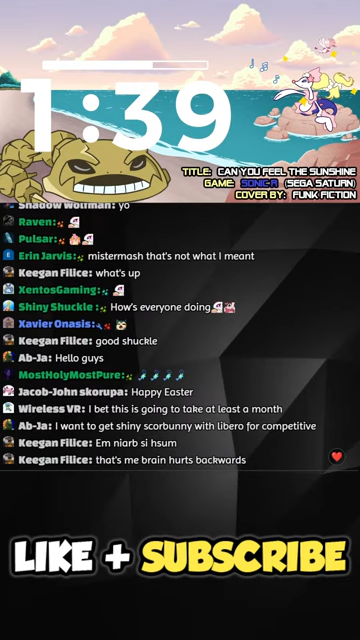 1:39
TITLE: CAN YOU FEEL THE SUNSHINE
GAME: SONIC R (SEGA SATURN)
COVER BY: FUNK FICTION
Shadow Wolfman: yo
Raven:
Pulsar:
Erin Jarvis: mistermash that's not what I meant
Keegan Filice: what's up
XentosGaming:
Shiny Shuckle: How's everyone doing
Xavier Onasis:
Keegan Filice: good shuckle
Ab-Ja: Hello guys
MostHolyMostPure:
Jacob-John skorupa: Happy Easter
Wireless VR: I bet this is going to take at least a month
Ab-Ja: I want to get shiny scorbunny with libero for competitive
Keegan Filice: Em niarb si hsum
Keegan Filice: that's me brain hurts backwards
LIKE + SUBSCRIBE